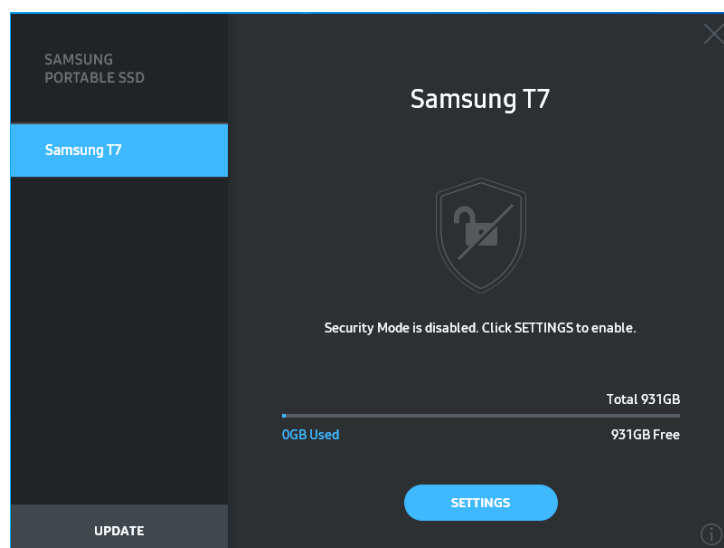 SAMSUNG
PORTABLE SSD
Samsung T7
UPDATE
Samsung T7
Security Mode is disabled. Click SETTINGS to enable.
Total 931GB
0GB Used
931GB Free
SETTINGS